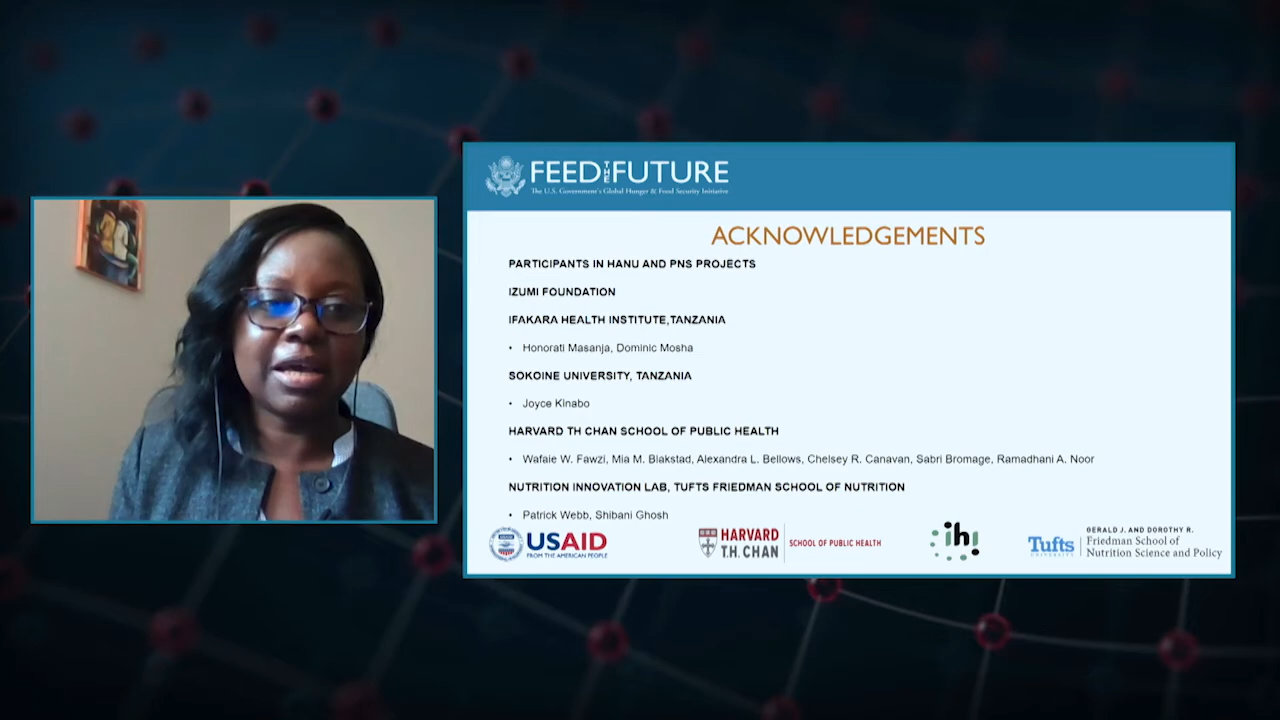 FEED THE FUTURE
The U.S. Government's Global Hunger & Food Security Initiative
ACKNOWLEDGEMENTS
PARTICIPANTS IN HANU AND PNS PROJECTS
IZUMI FOUNDATION
IFAKARA HEALTH INSTITUTE,TANZANIA
• Honorati Masanja, Dominic Mosha
SOKOINE UNIVERSITY, TANZANIA
• Joyce Kinabo
HARVARD TH CHAN SCHOOL OF PUBLIC HEALTH
• Wafaie W. Fawzi, Mia M. Blakstad, Alexandra L. Bellows, Chelsey R. Canavan, Sabri Bromage, Ramadhani A. Noor
NUTRITION INNOVATION LAB, TUFTS FRIEDMAN SCHOOL OF NUTRITION
• Patrick Webb, Shibani Ghosh
USAID
FROM THE AMERICAN PEOPLE
HARVARD
T.H. CHAN
SCHOOL OF PUBLIC HEALTH
ihi
Tufts
UNIVERSITY
GERALD J. AND DOROTHY R.
Friedman School of
Nutrition Science and Policy